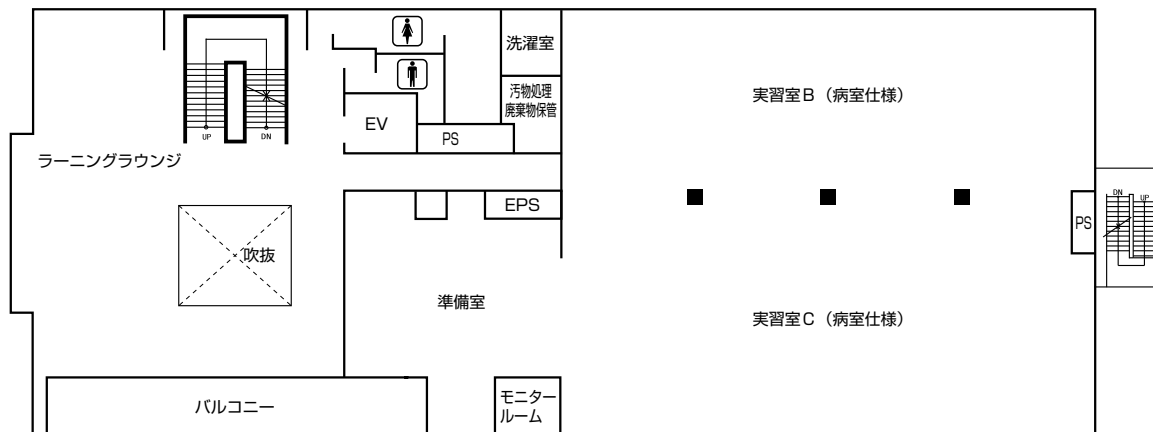 洗濯室
汚物処理
廃棄物保管
実習室B（病室仕様）
EV
PS
UP
DN
ラーニングラウンジ
EPS
DN
UP
PS
吹抜
準備室
実習室C（病室仕様）
バルコニー
モニター
ルーム